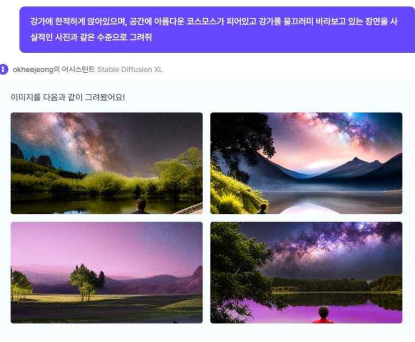 강가에 한적하게 앉아있으며, 공간에 아름다운 코스모스가 피어있고 강가를 물끄러미 바라보고 있는 장면을 사
실적인 사진과 같은 수준으로 그려줘
okheejeong의 어시스턴트 Stable Diffusion XL
이미지를 다음과 같이 그려봤어요!